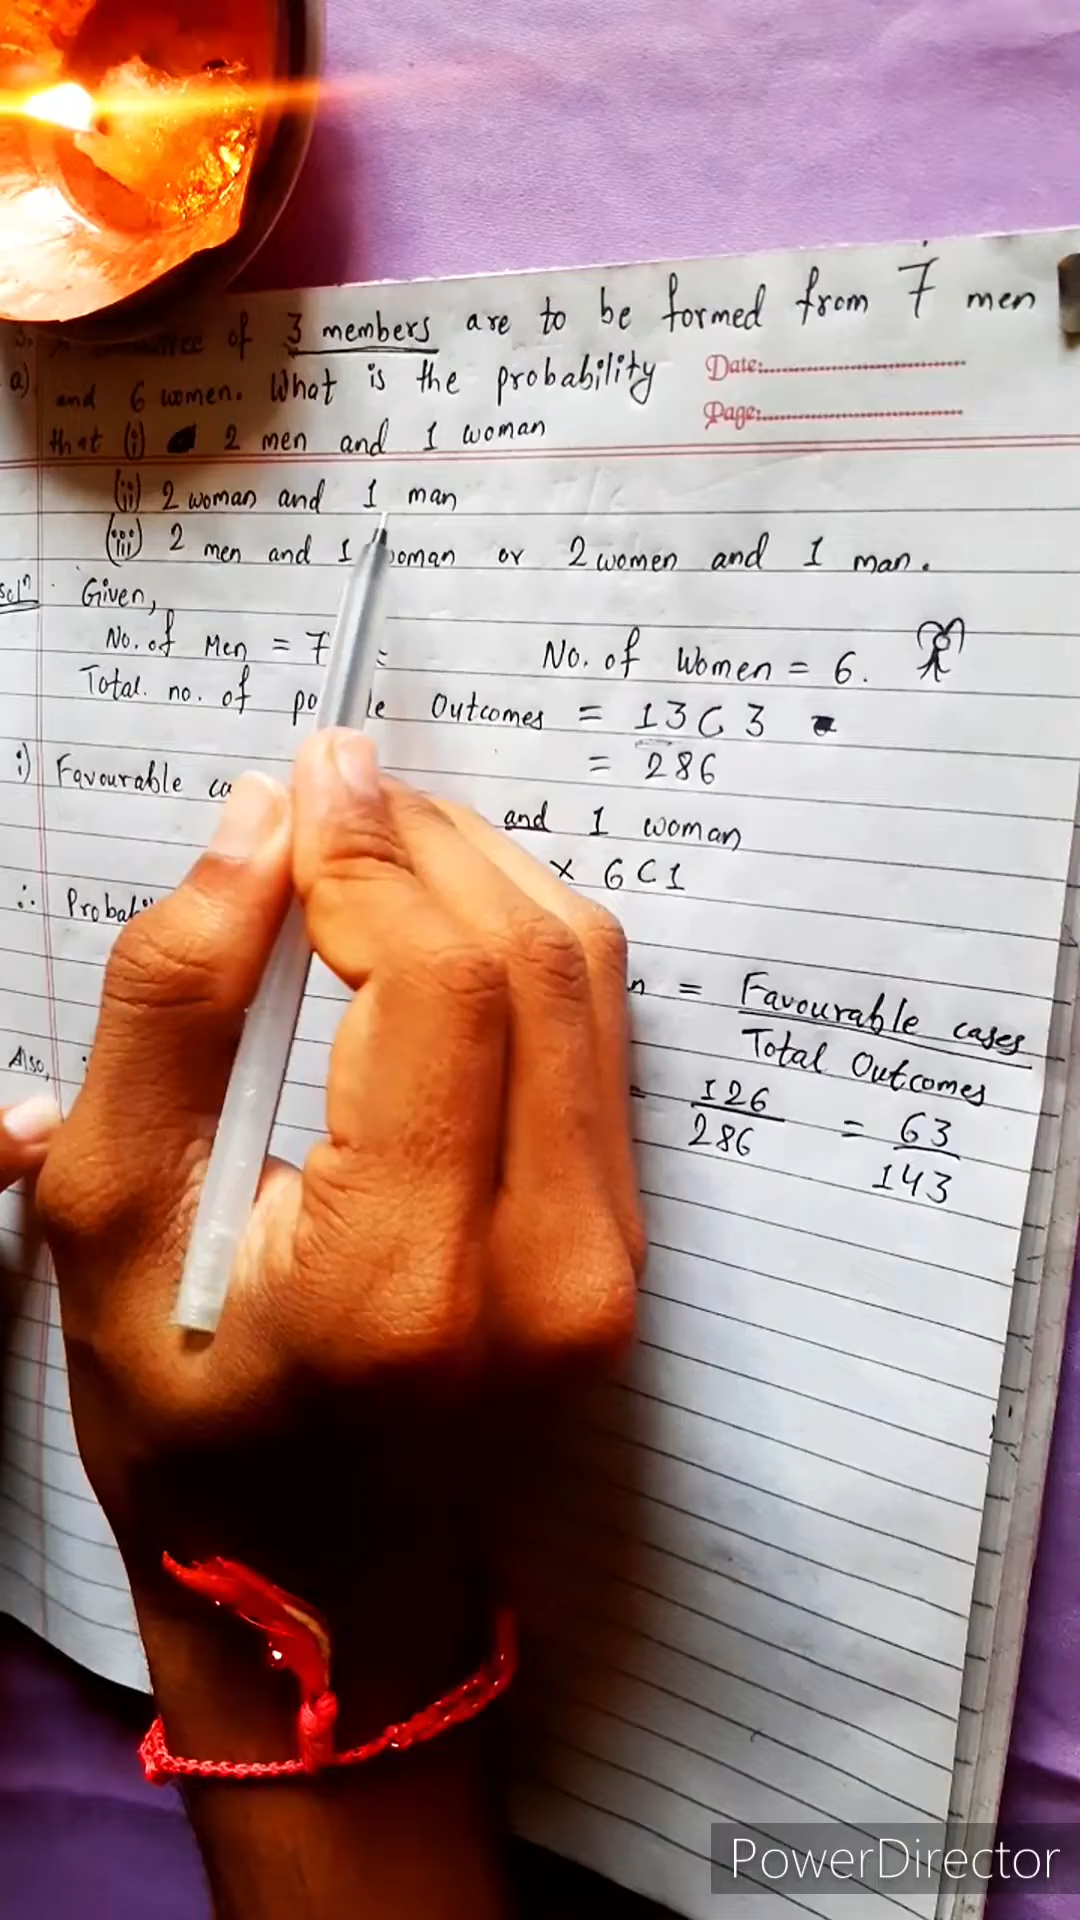 of 3 members are to be formed from 7 men
a) and 6 women. What is the probability
Date:
Page:
that (i) 2 men and 1 woman
(ii) 2 woman and 1 man
(iii) 2 men and 1 woman or 2 women and 1 man.
Soln Given,
No. of Men = 7 No. of Women = 6.
Total no. of Outcomes = 13C3
= 286
i) Favourable and 1 woman
× 6C1
∴ = Favourable cases
Total Outcomes
= 126/286 = 63/143
Also,
PowerDirector